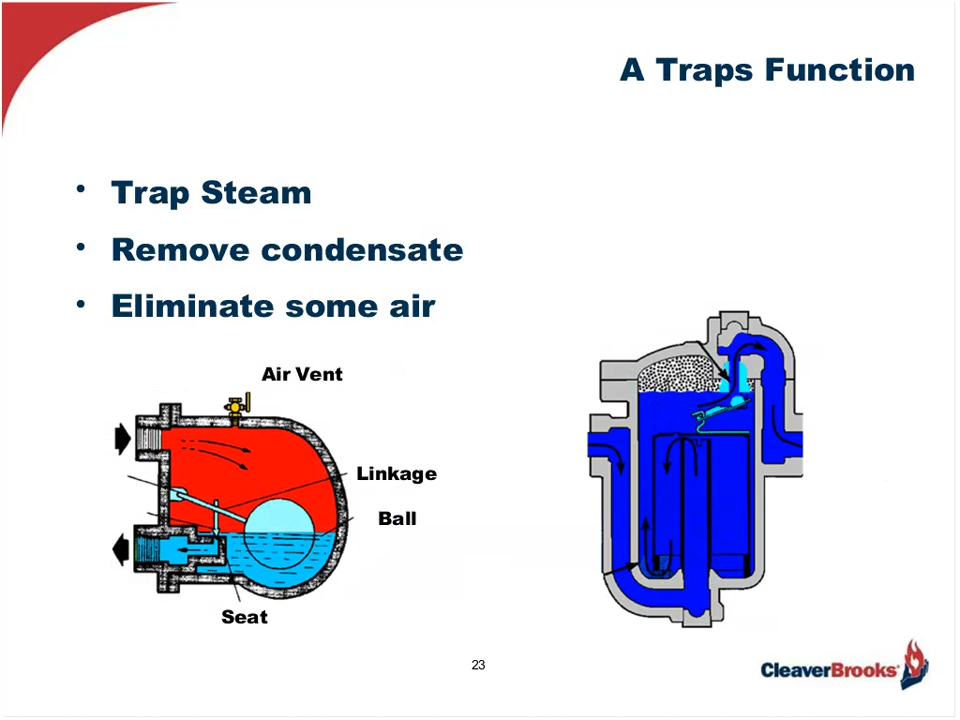 A Traps Function
• Trap Steam
• Remove condensate
• Eliminate some air
Air Vent
Linkage
Ball
Seat
23
CleaverBrooks®